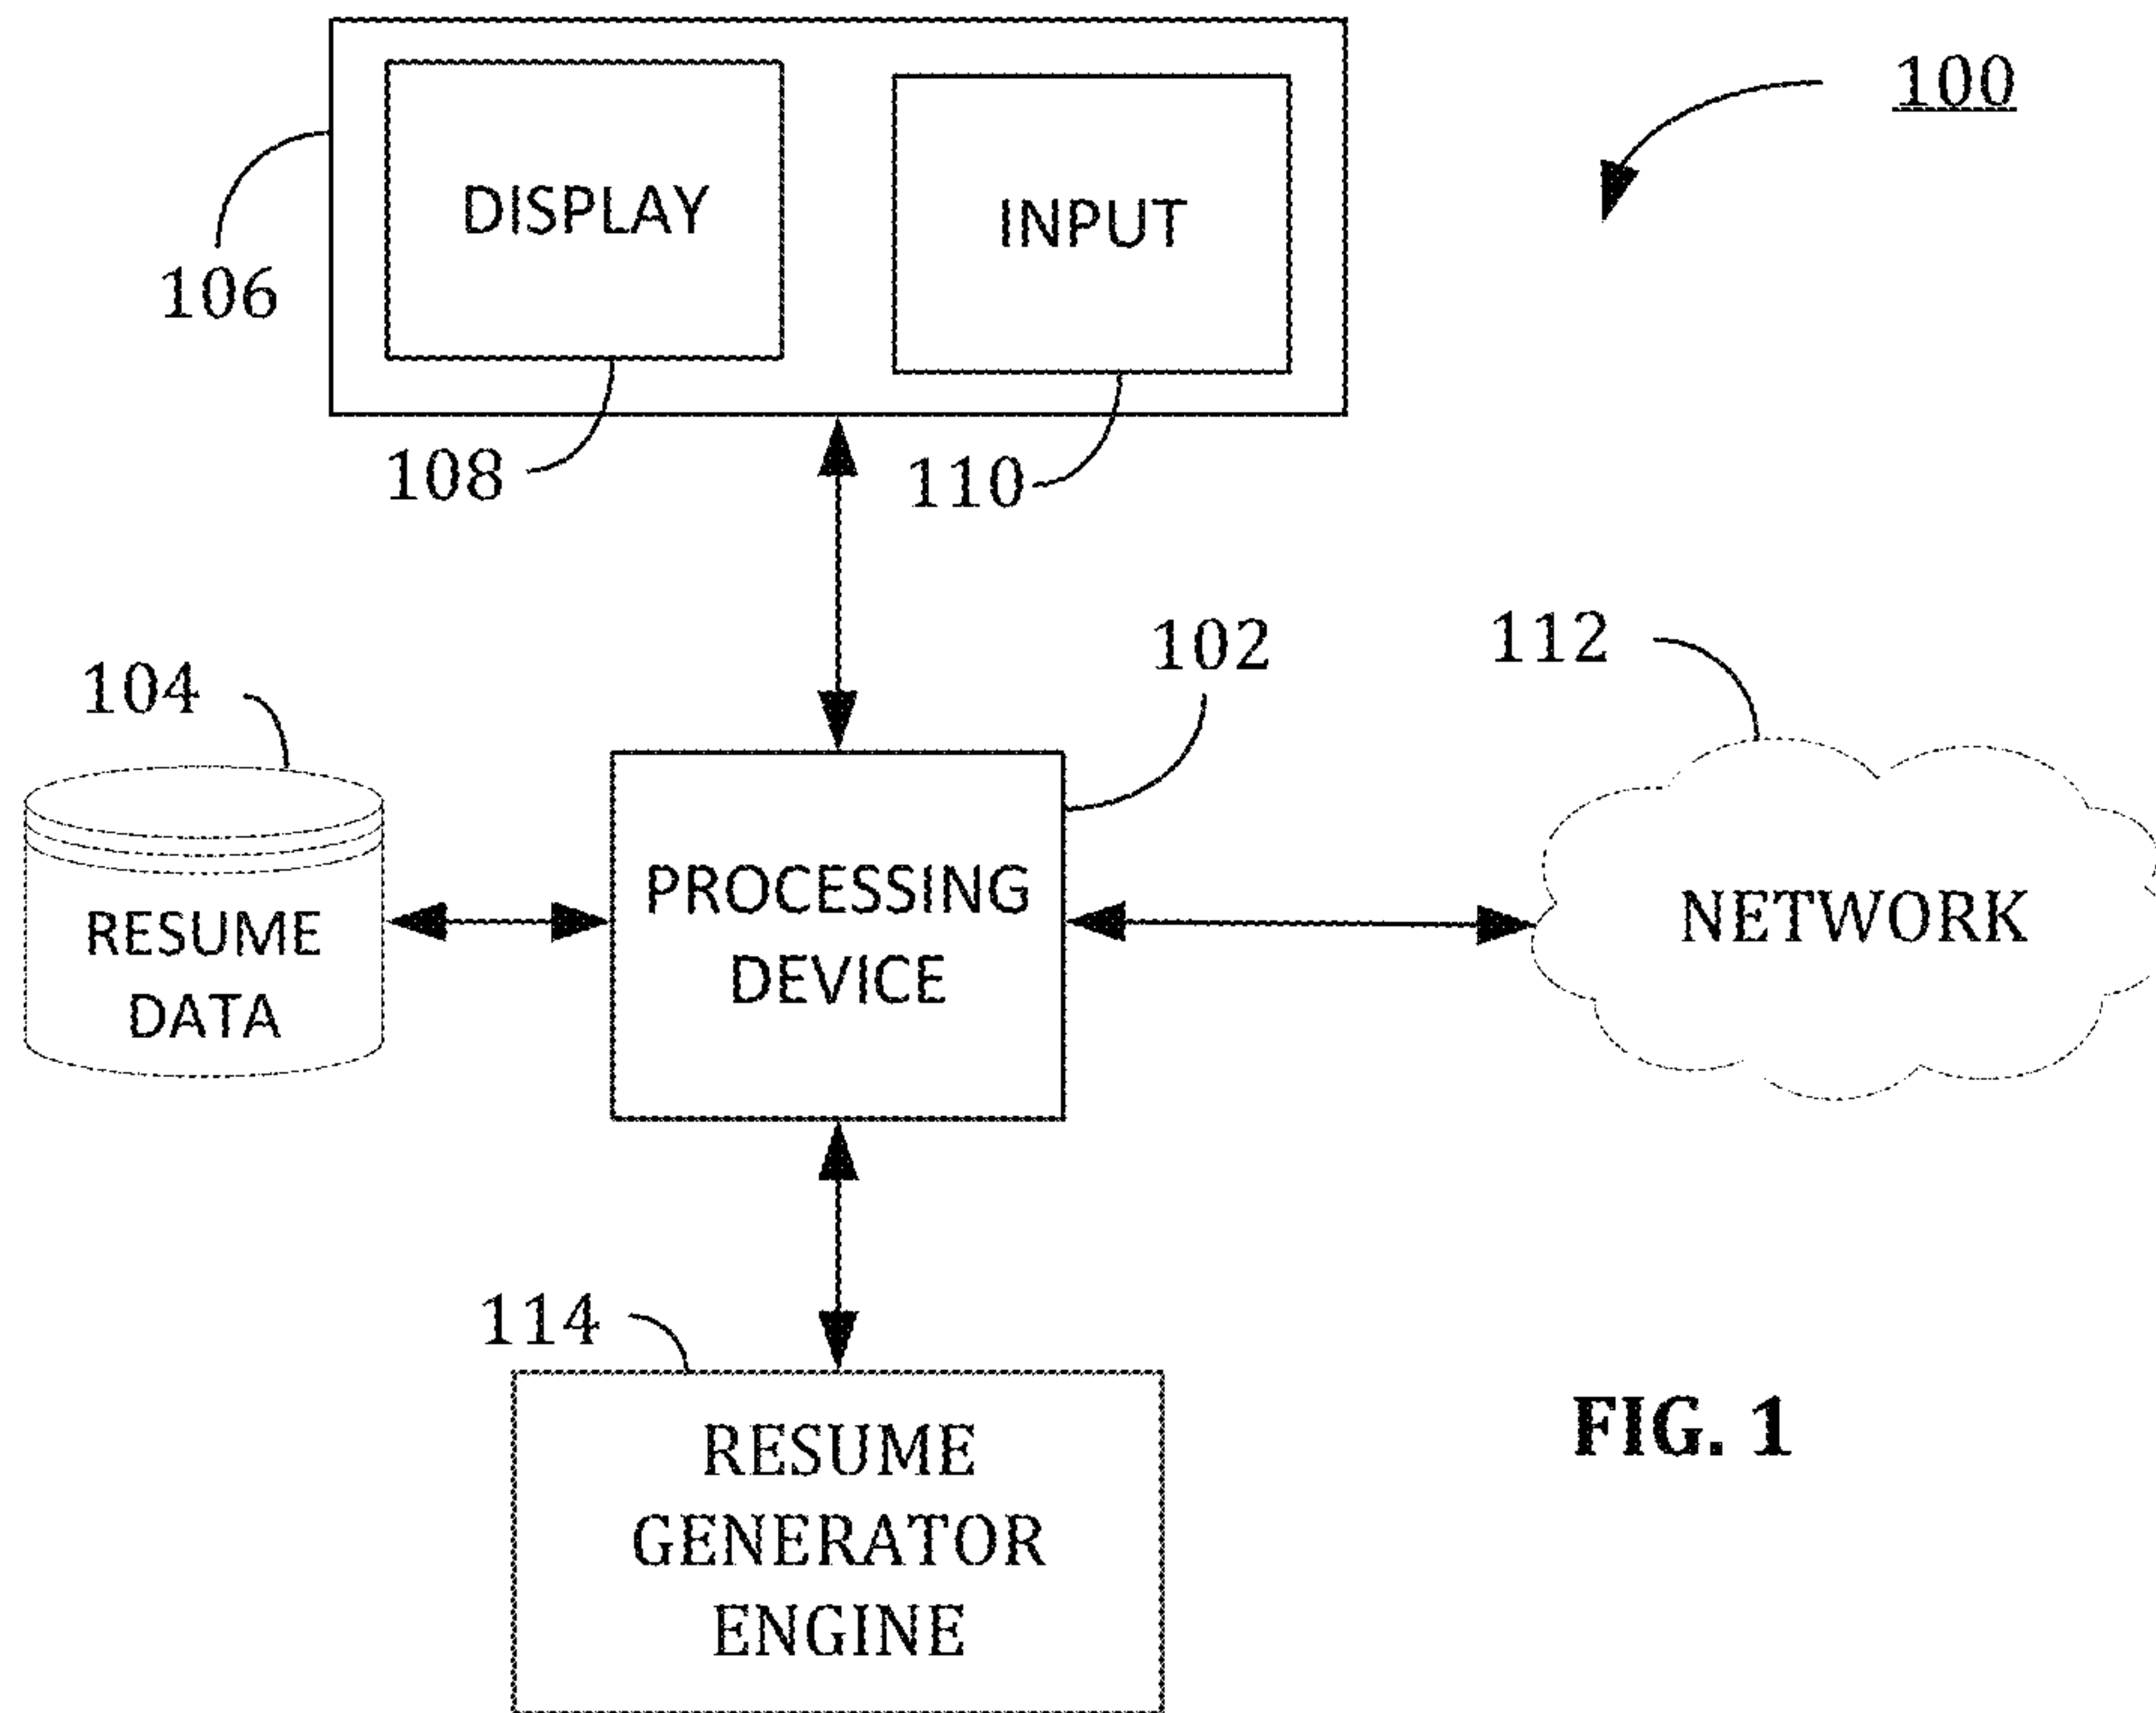 100
DISPLAY
INPUT
106
108
110
102
112
104
PROCESSING
DEVICE
NETWORK
RESUME
DATA
114
RESUME
GENERATOR
ENGINE
FIG. 1